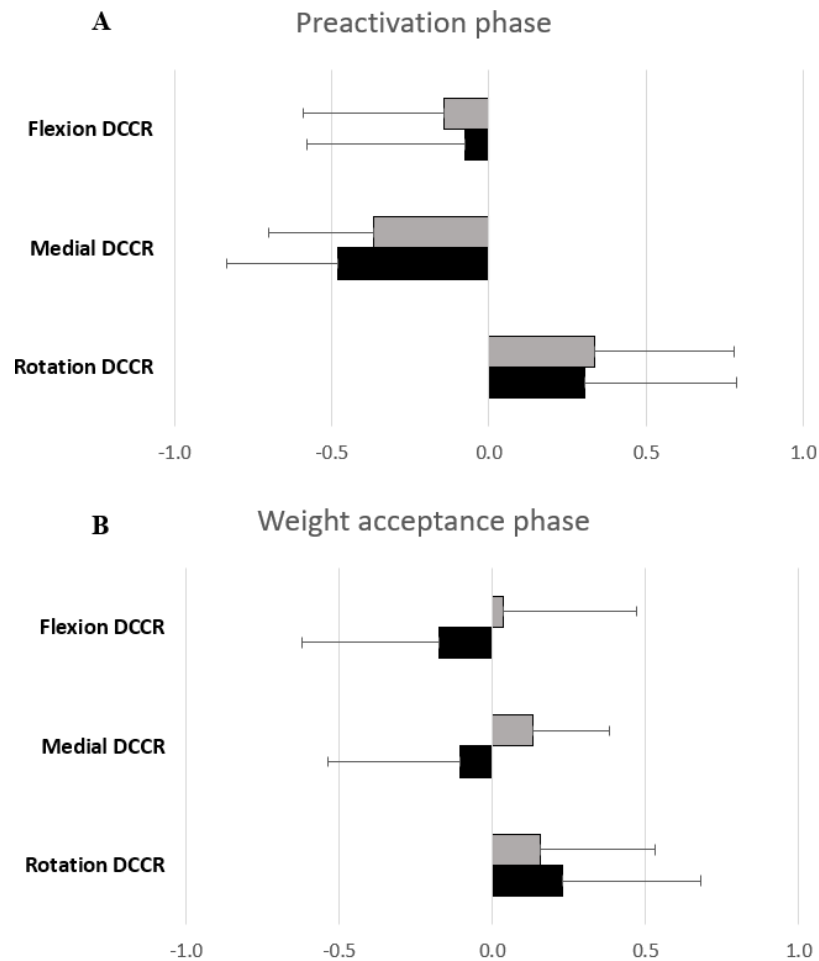 A
Preactivation phase
Flexion DCCR
Medial DCCR
Rotation DCCR
-1.0 -0.5 0.0 0.5 1.0
B
Weight acceptance phase
Flexion DCCR
Medial DCCR
Rotation DCCR
-1.0 -0.5 0.0 0.5 1.0